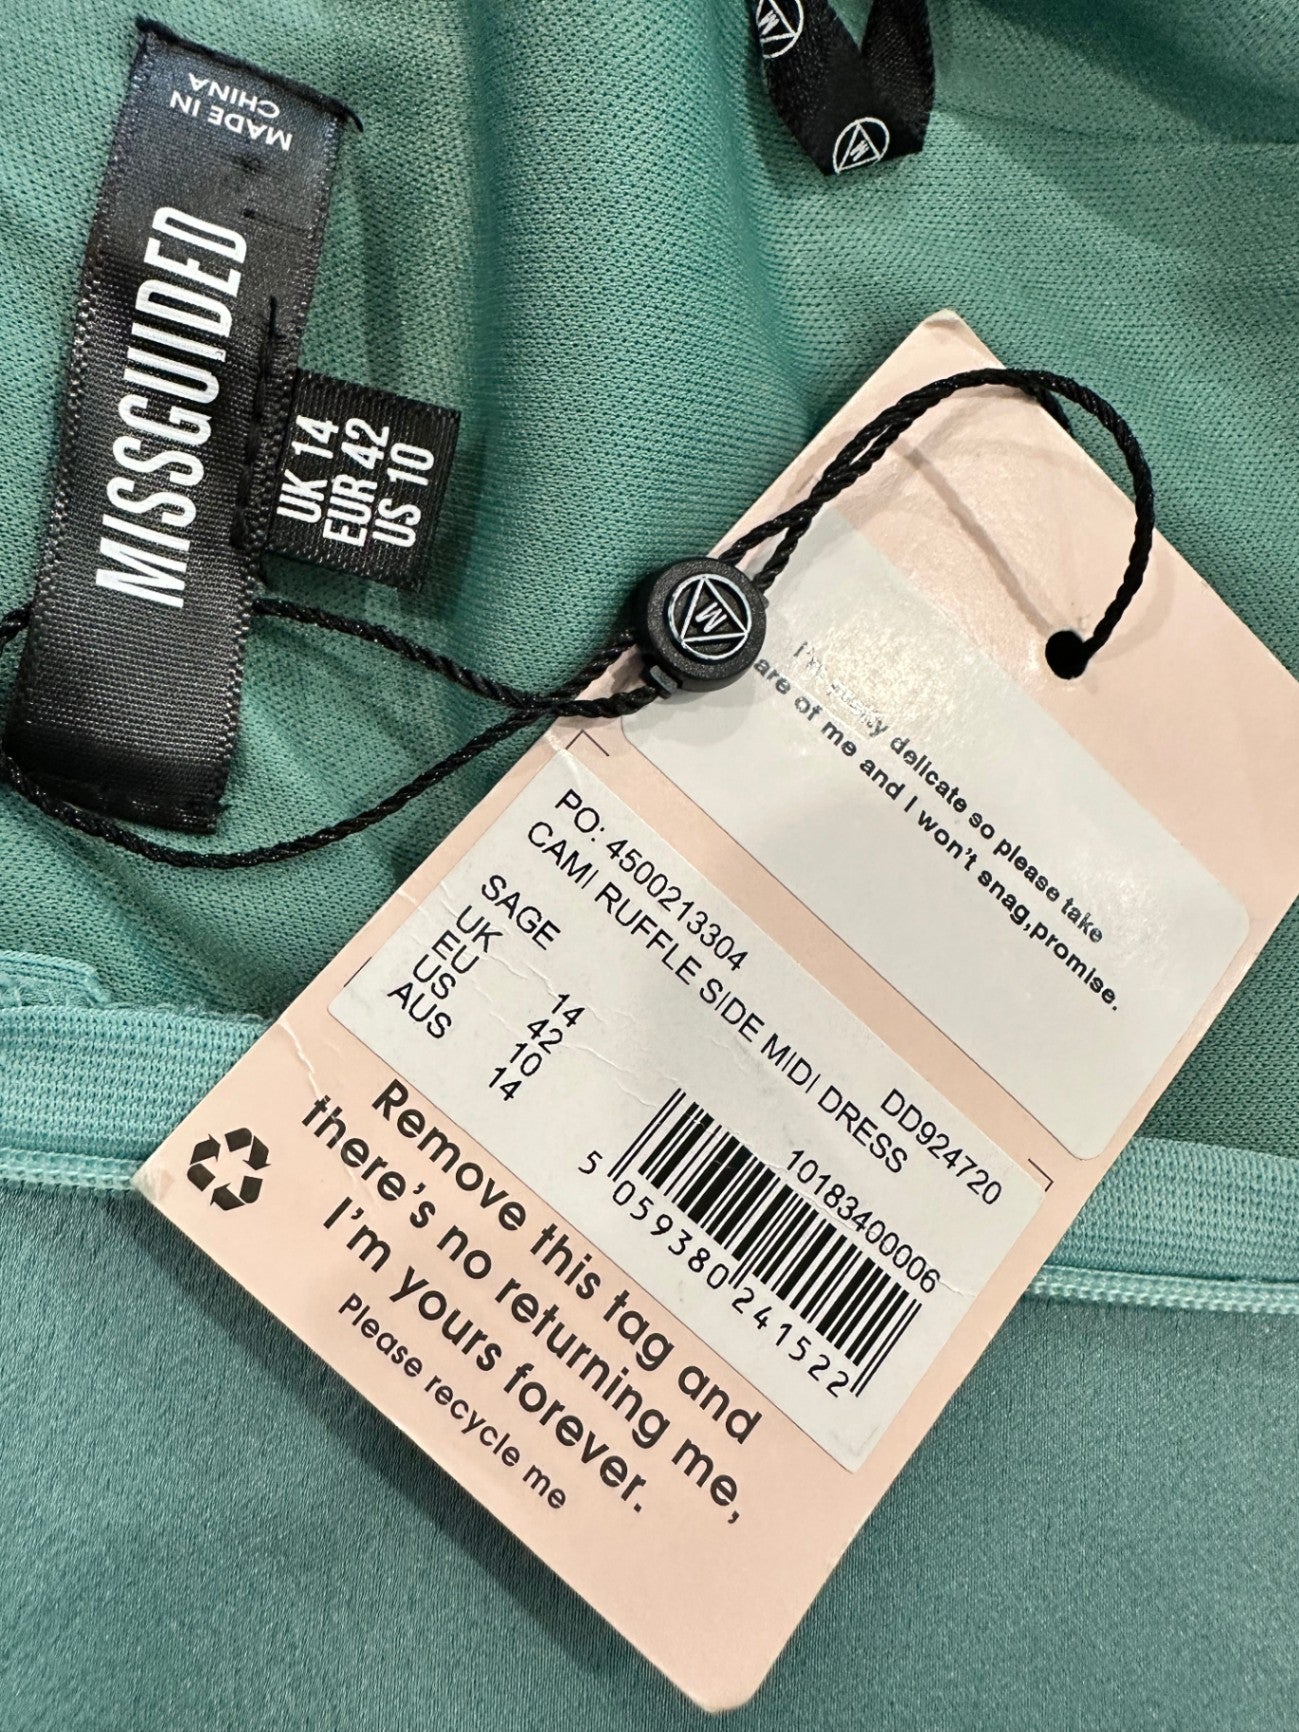 MADE IN
CHINA
MISSGUIDED
UK 14
EUR 42
US 10
M
M
M
delicate so please take
are of me and I won't snag,promise.
PO: 4500213304
CAMI RUFFLE SIDE MIDI DRESS
SAGE
DD924720
UK 14
EU 42
US 10
AUS 14
10183400006
5 059380 241522
Remove this tag and
there's no returning me,
I'm yours forever.
Please recycle me